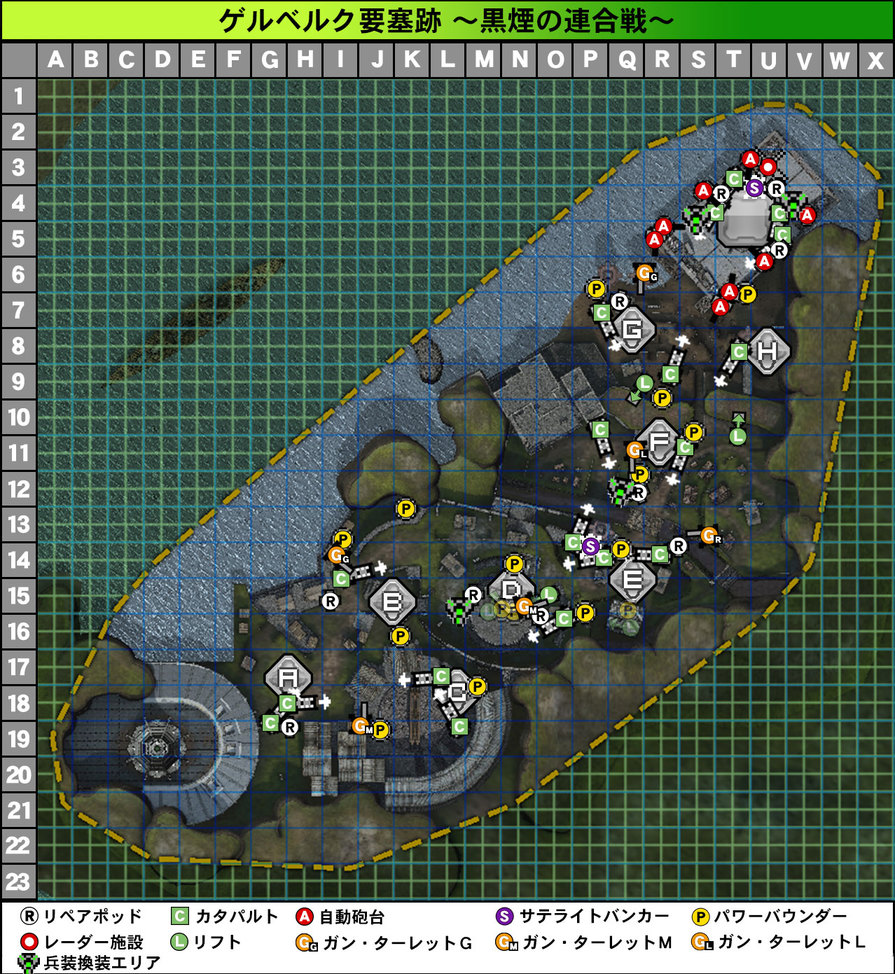 ゲルベルク要塞跡 ～黒煙の連合戦～
A B C D E F G H I J K L M N O P Q R S T U V W X
1
2
3
4
5
6
7
8
9
10
11
12
13
14
15
16
17
18
19
20
21
22
23
A
R
A
C
S
R
A
C
C
A
A
C
A
R
A
G G
P
R
A
P
A
C
G
C
H
C
L
P
C
P
L
F
C
G L
P
R
P
P
G G
C
S
P
C
R
G R
C
P
E
P
R
B
P
R
D
L
G M
R
C
P
A
C
C
R
C
C
P
C
G M
P
Ⓡリペアポッド C カタパルト A 自動砲台 S サテライトバンカー P パワーバウンダー
レーダー施設 L リフト G G ガン・ターレットG G M ガン・ターレットM G L ガン・ターレットL
兵装換装エリア